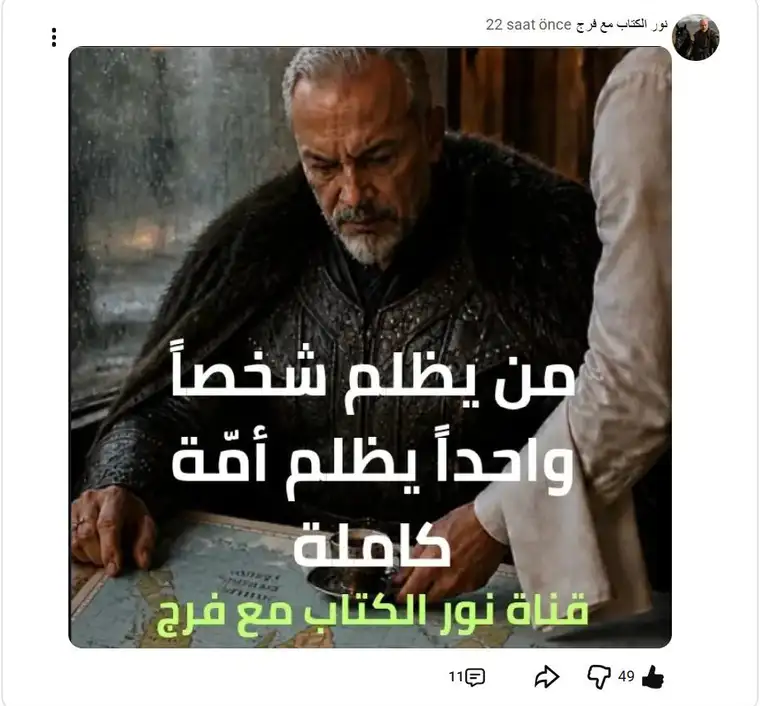 نور الكتاب مع فرج 22 saat önce
من يظلم شخصاً
واحداً يظلم أمّة
كاملة
قناة نور الكتاب مع فرج
49
11